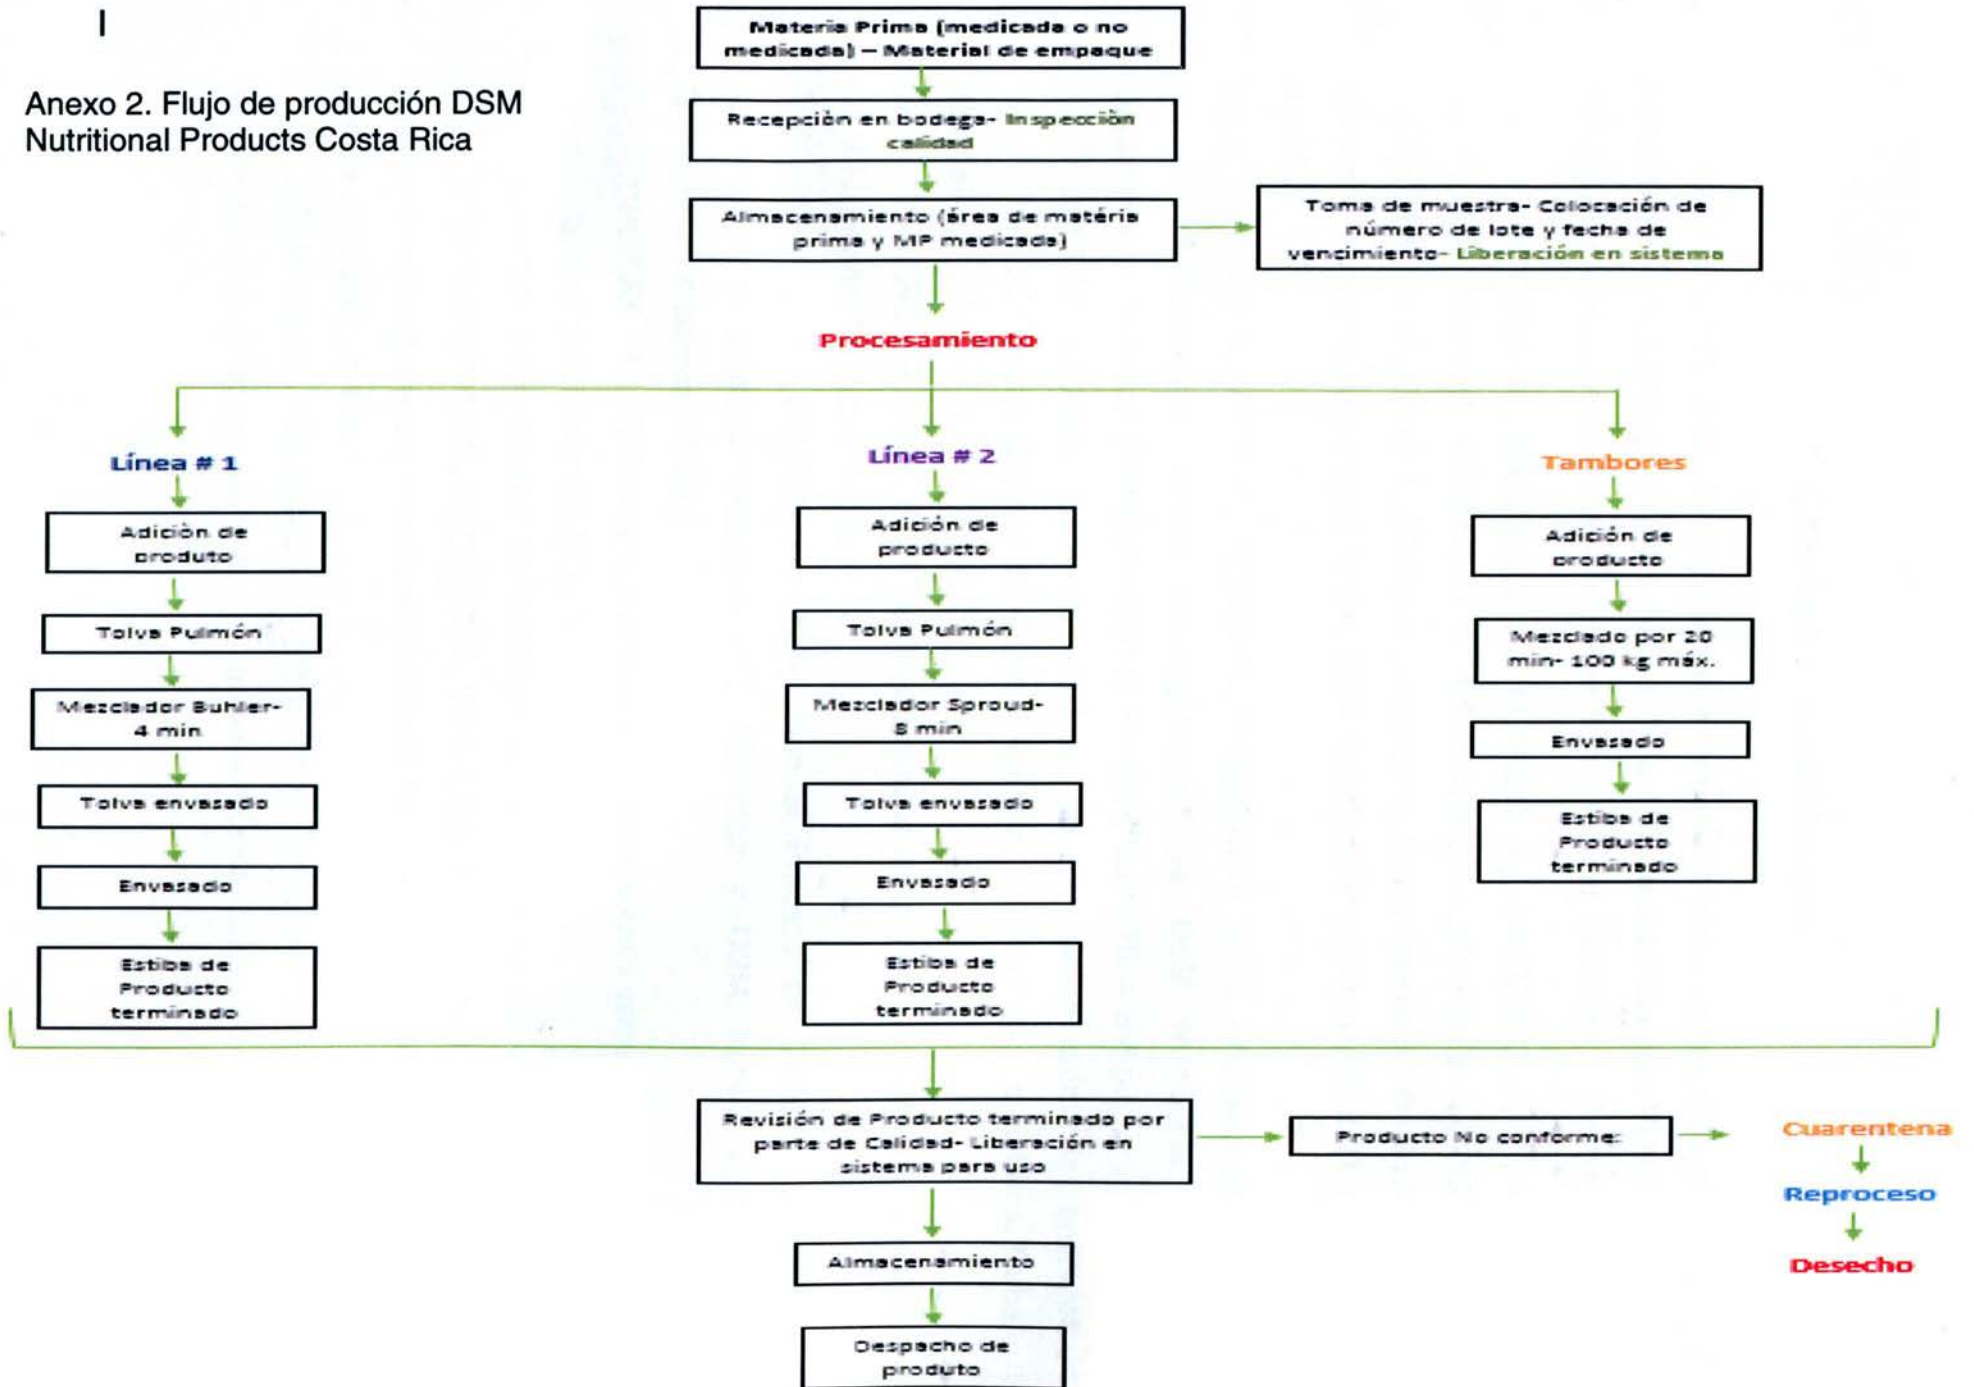 Anexo 2. Flujo de producción DSM
Nutritional Products Costa Rica
Materia Prima (medicada o no
medicada) – Material de empaque
Recepciòn en bodega- Inspecciòn
calidad
Almacenamiento (área de matéria
prima y MP medicada)
Toma de muestra- Colocación de
número de lote y fecha de
vencimiento- Liberación en sistema
Procesamiento
Línea # 1
Adiciòn de
produto
Tolva Pulmón
Mezclador Buhler-
4 min
Tolva envasado
Envasado
Estiba de
Producto
terminado
Línea # 2
Adición de
producto
Tolva Pulmón
Mezclador Sproud-
8 min
Tolva envasado
Envasado
Estiba de
Producto
terminado
Tambores
Adición de
producto
Mezclado por 20
min- 100 kg máx.
Envasado
Estiba de
Producto
terminado
Revisión de Producto terminado por
parte de Calidad- Liberación en
sistema para uso
Producto No conforme:
Cuarentena
Reproceso
Desecho
Almacenamiento
Despacho de
produto